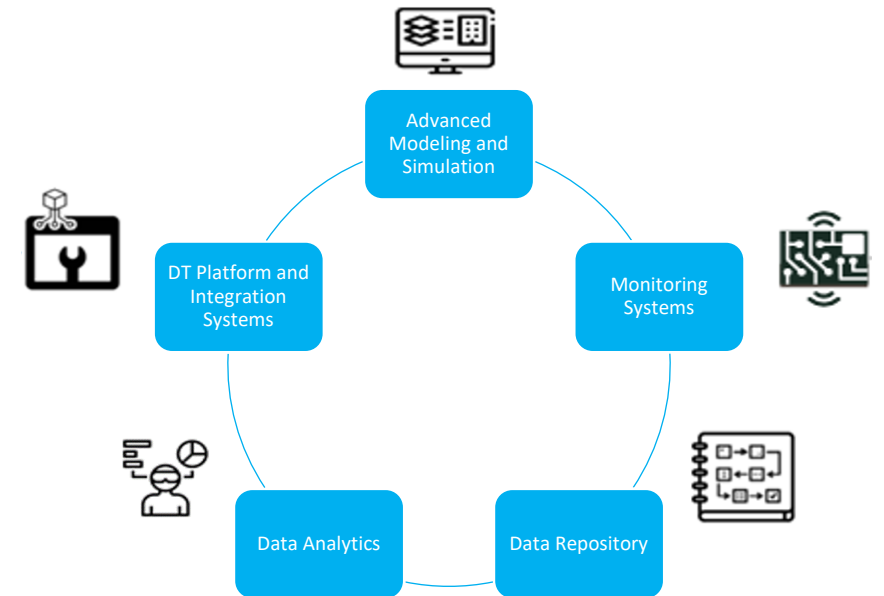 Advanced
Modeling and
Simulation
DT Platform and
Integration
Systems
Monitoring
Systems
Data Analytics
Data Repository